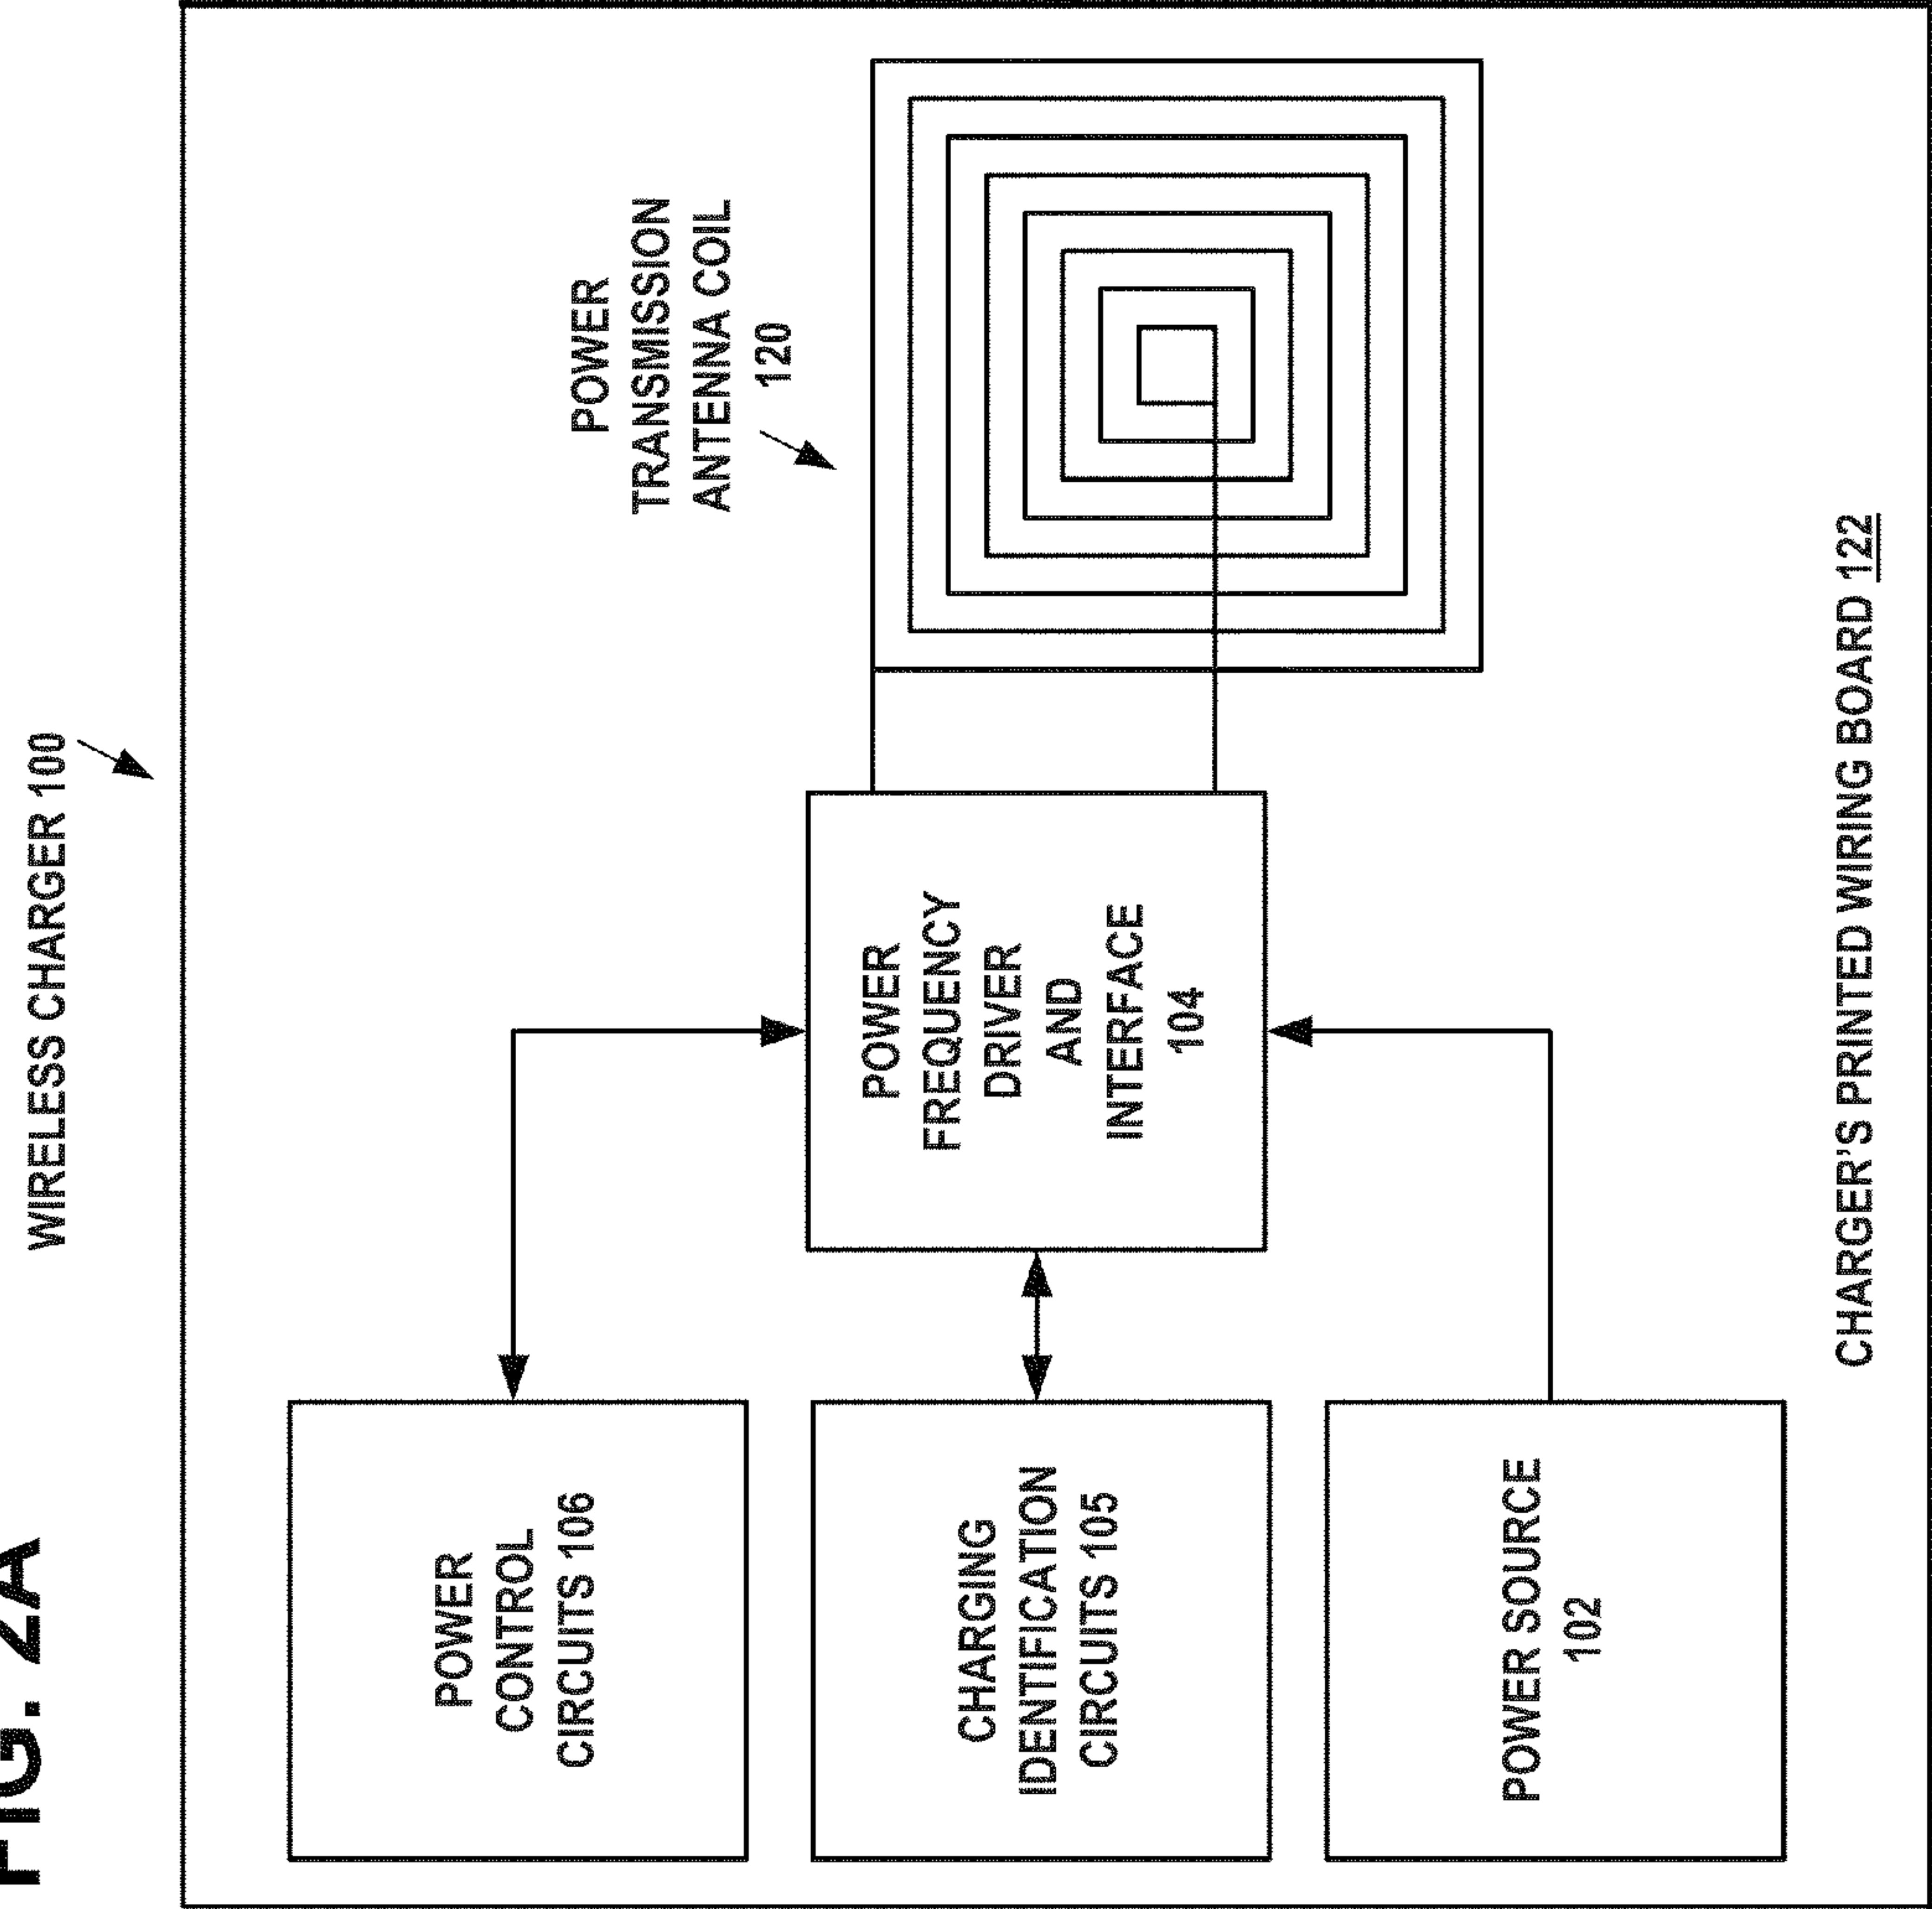 FIG. 2A
WIRELESS CHARGER 100
POWER
CONTROL
CIRCUITS 106
CHARGING
IDENTIFICATION
CIRCUITS 105
POWER SOURCE
102
POWER
FREQUENCY
DRIVER
AND
INTERFACE
104
POWER
TRANSMISSION
ANTENNA COIL
120
CHARGER'S PRINTED WIRING BOARD 122